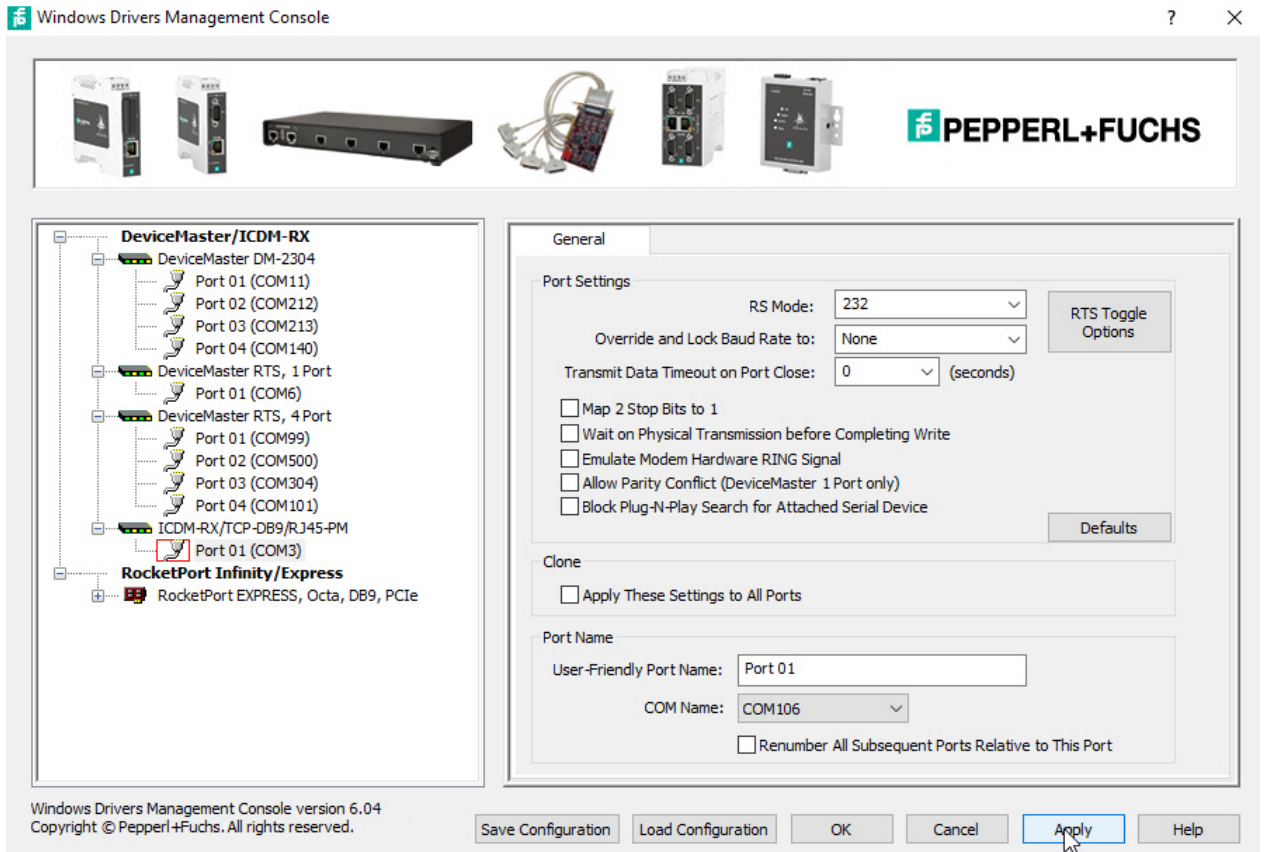 Windows Drivers Management Console
?
PEPPERL+FUCHS
DeviceMaster/ICDM-RX
DeviceMaster DM-2304
Port 01 (COM11)
Port 02 (COM212)
Port 03 (COM213)
Port 04 (COM140)
DeviceMaster RTS, 1 Port
Port 01 (COM6)
DeviceMaster RTS, 4 Port
Port 01 (COM99)
Port 02 (COM500)
Port 03 (COM304)
Port 04 (COM101)
ICDM-RX/TCP-DB9/RJ45-PM
Port 01 (COM3)
RocketPort Infinity/Express
RocketPort EXPRESS, Octa, DB9, PCIe
General
Port Settings
RS Mode: 232
RTS Toggle
Options
Override and Lock Baud Rate to: None
Transmit Data Timeout on Port Close: 0 (seconds)
Map 2 Stop Bits to 1
Wait on Physical Transmission before Completing Write
Emulate Modem Hardware RING Signal
Allow Parity Conflict (DeviceMaster 1 Port only)
Block Plug-N-Play Search for Attached Serial Device
Defaults
Clone
Apply These Settings to All Ports
Port Name
User-Friendly Port Name: Port 01
COM Name: COM106
Renumber All Subsequent Ports Relative to This Port
Windows Drivers Management Console version 6.04
Copyright © Pepperl+Fuchs. All rights reserved.
Save Configuration Load Configuration OK Cancel Apply Help